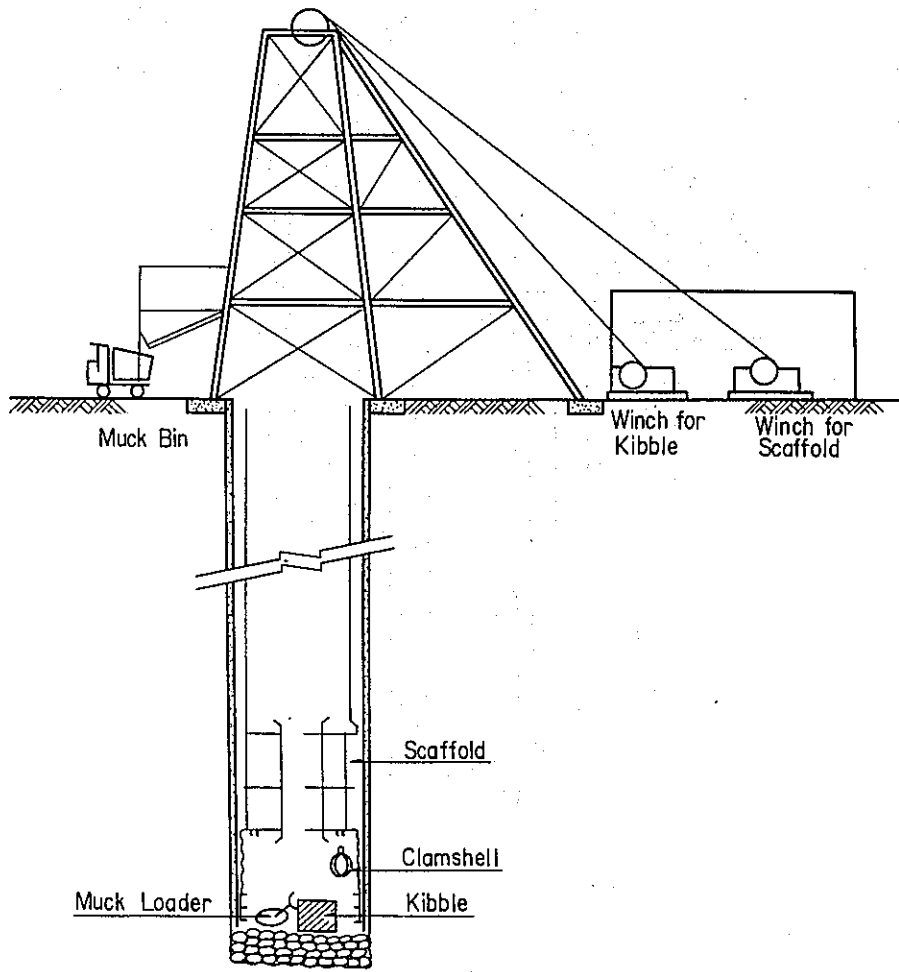 Muck Bin
Winch for
Kibble
Winch for
Scaffold
Scaffold
Clamshell
Muck Loader
Kibble